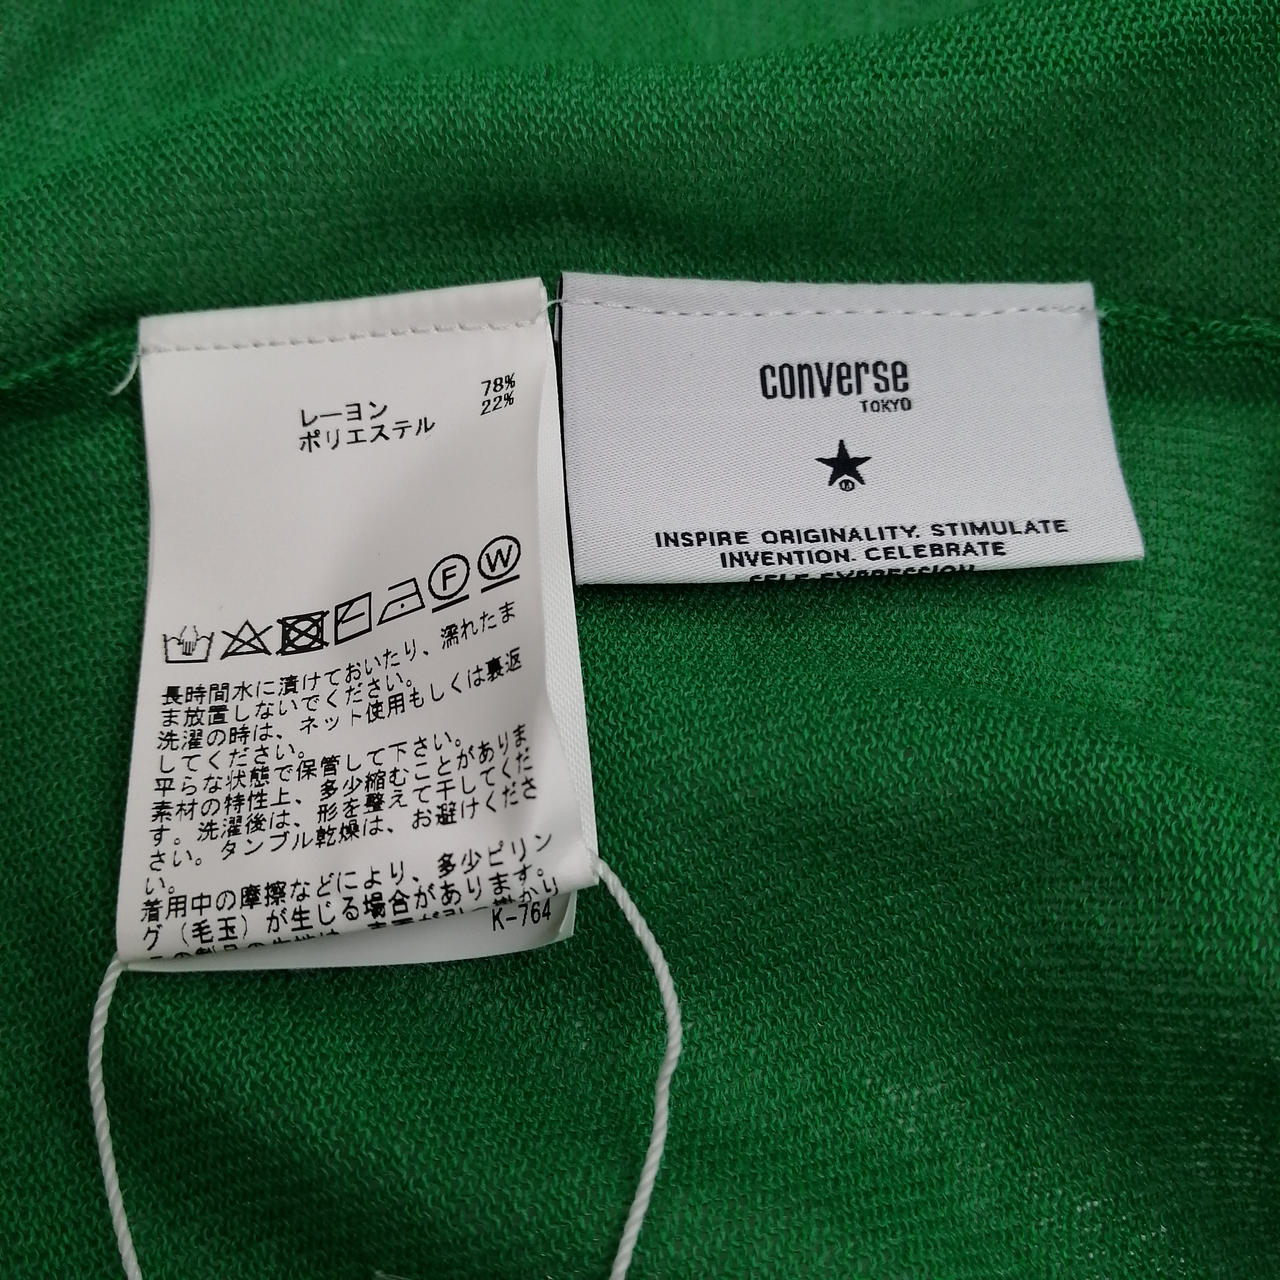 レーヨン 78%
ポリエステル 22%
F W
長時間水に漬けておいたり、濡れたま
ま放置しないでください。
洗濯の時は、ネット使用もしくは裏返
してください。
平らな状態で保管して下さい。
素材の特性上、多少縮むことがありま
す。洗濯後は、形を整えて干してくだ
さい。タンブル乾燥は、お避けくださ
い。
着用中の摩擦などにより、多少ピリン
グ（毛玉）が生じる場合があります。
K-764
CONVERSE
TOKYO
INSPIRE ORIGINALITY. STIMULATE
INVENTION. CELEBRATE